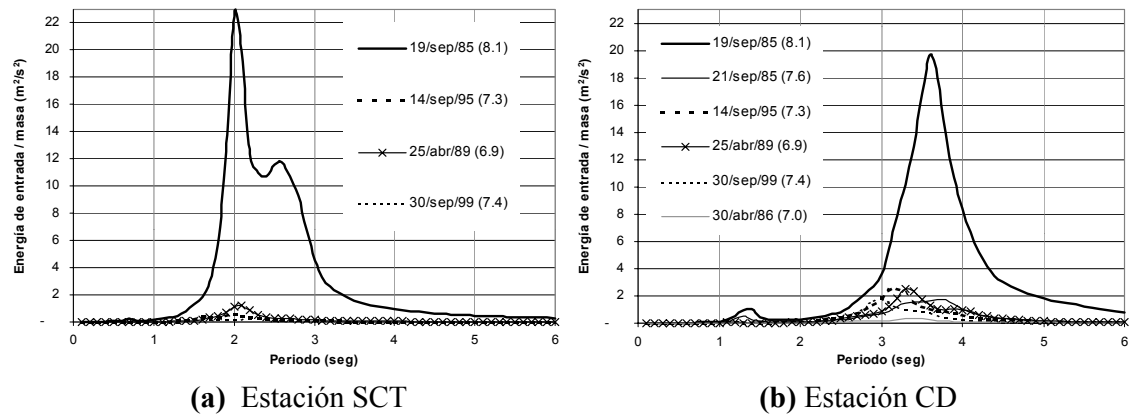 22
20
18
16
14
12
10
8
6
4
2
-
Energía de entrada / masa (m²/s²)
19/sep/85 (8.1)
14/sep/95 (7.3)
25/abr/89 (6.9)
30/sep/99 (7.4)
0 1 2 3 4 5 6
Periodo (seg)
(a) Estación SCT
22
20
18
16
14
12
10
8
6
4
2
-
Energía de entrada / masa (m²/s²)
19/sep/85 (8.1)
21/sep/85 (7.6)
14/sep/95 (7.3)
25/abr/89 (6.9)
30/sep/99 (7.4)
30/abr/86 (7.0)
0 1 2 3 4 5 6
Periodo (seg)
(b) Estación CD